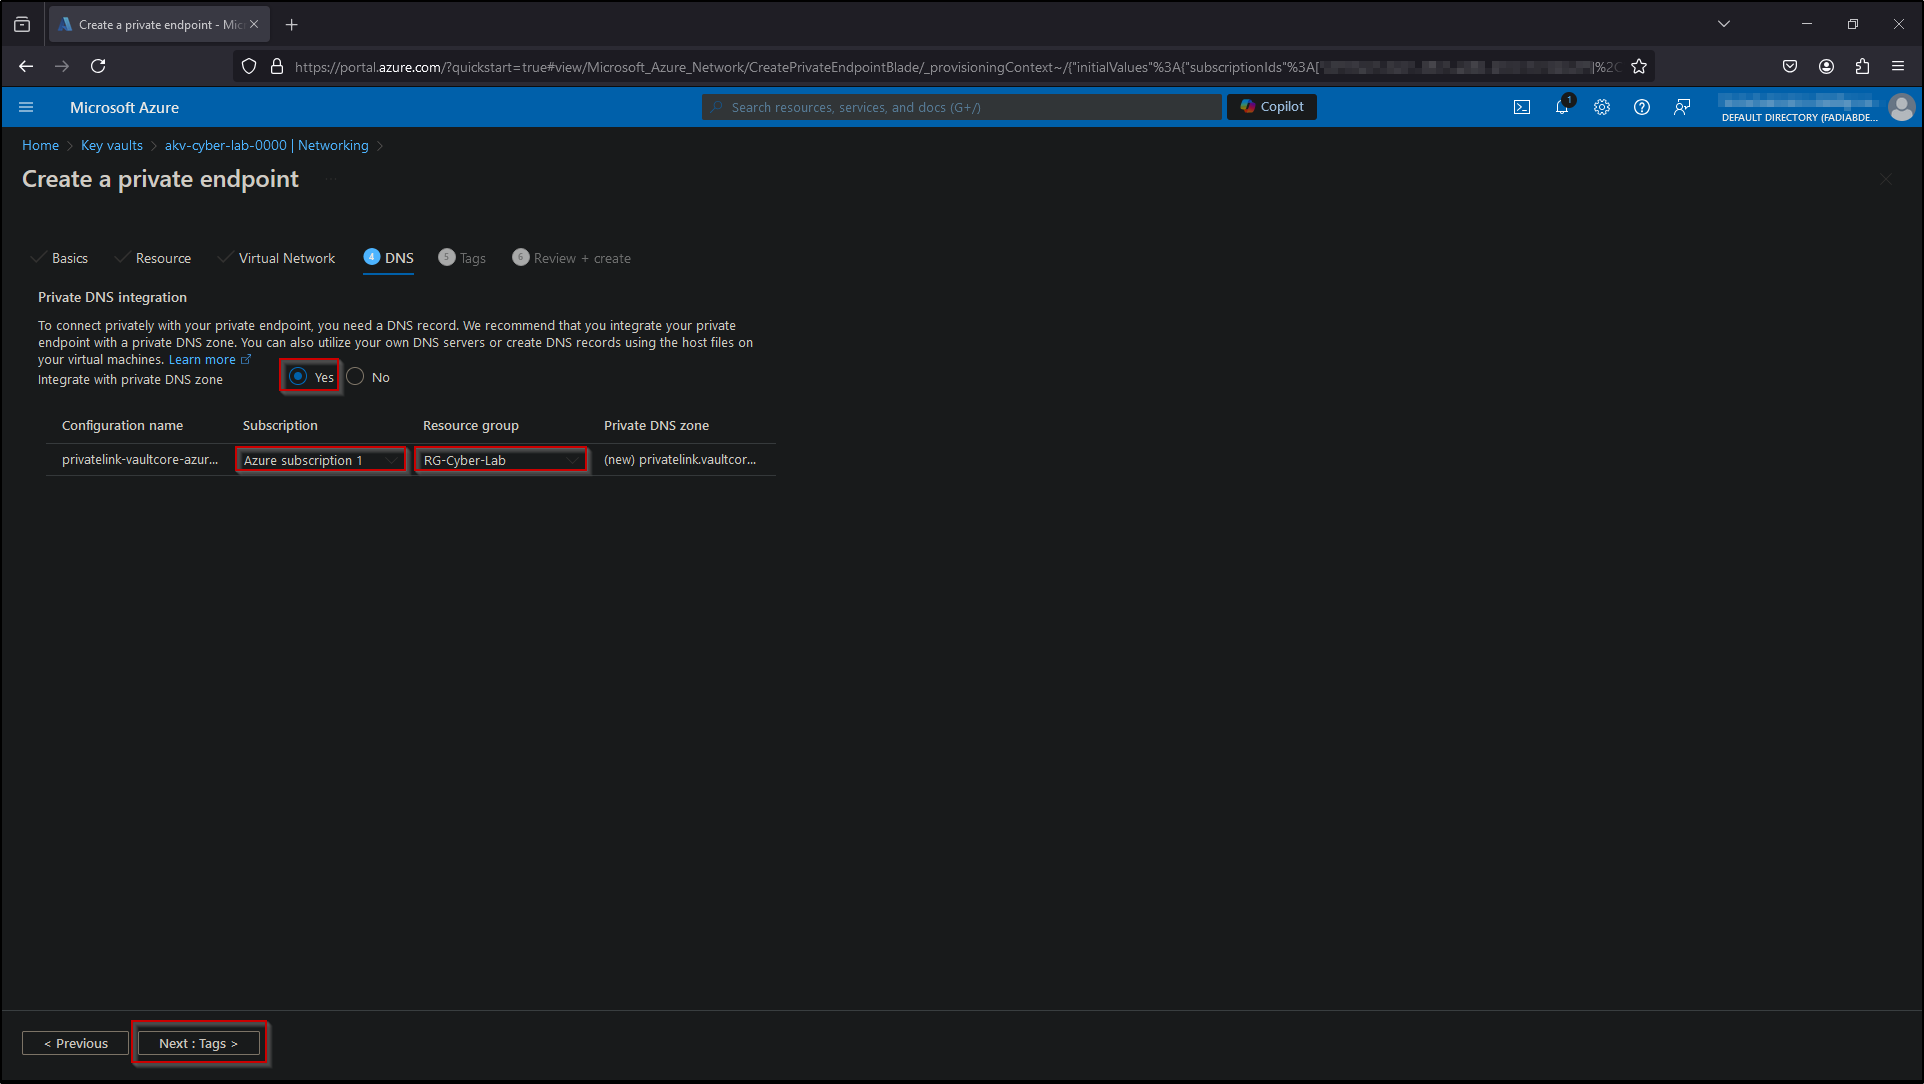 Create a private endpoint - Mic
https://portal.azure.com/?quickstart=true#view/Microsoft_Azure_Network/CreatePrivateEndpointBlade/_provisioningContext~/{"initialValues"%3A{"subscriptionIds"%3A[ ]%2C
Microsoft Azure
Search resources, services, and docs (G+/)
Copilot
1
DEFAULT DIRECTORY (FADIABDE...
Home > Key vaults > akv-cyber-lab-0000 | Networking >
Create a private endpoint ...
Basics
Resource
Virtual Network
4 DNS
5 Tags
6 Review + create
Private DNS integration
To connect privately with your private endpoint, you need a DNS record. We recommend that you integrate your private
endpoint with a private DNS zone. You can also utilize your own DNS servers or create DNS records using the host files on
your virtual machines. Learn more
Integrate with private DNS zone
Yes
No
Configuration name Subscription Resource group Private DNS zone
privatelink-vaultcore-azur... Azure subscription 1 RG-Cyber-Lab (new) privatelink.vaultcor...
< Previous
Next : Tags >